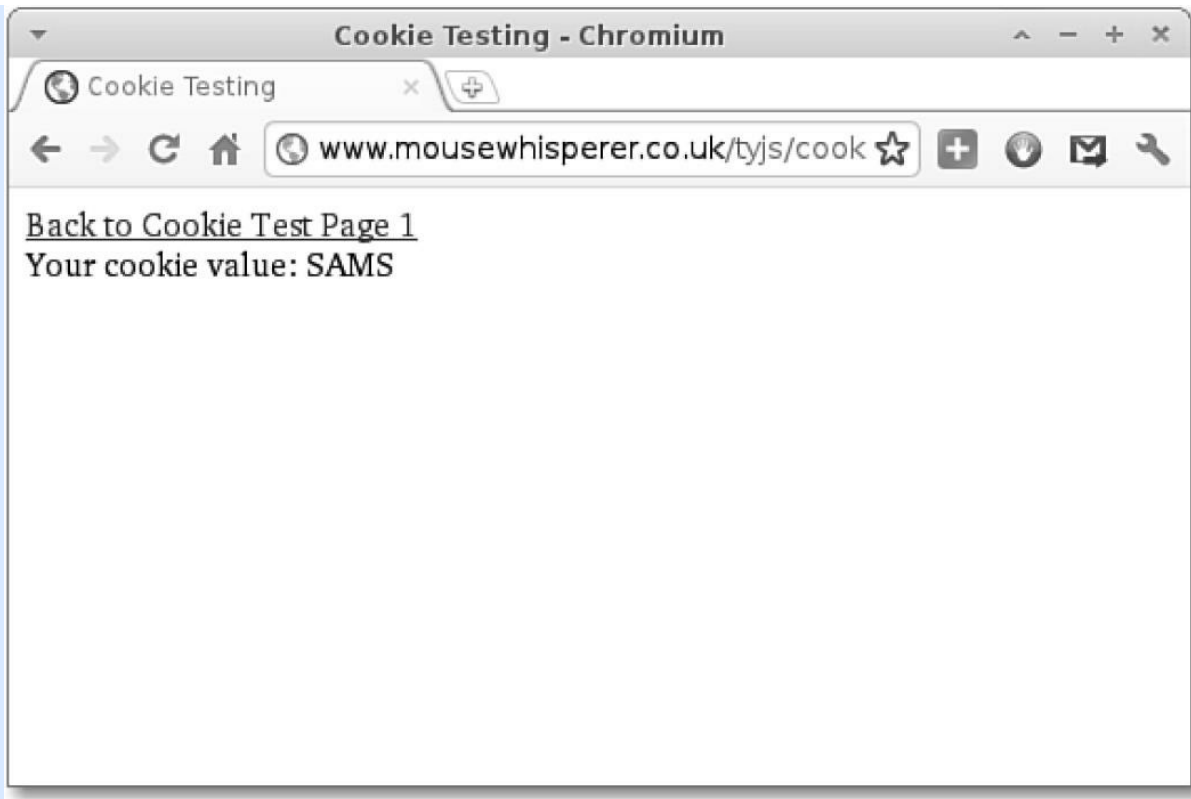 Cookie Testing - Chromium
Cookie Testing
www.mousewhisperer.co.uk/tyjs/cook
Back to Cookie Test Page 1
Your cookie value: SAMS